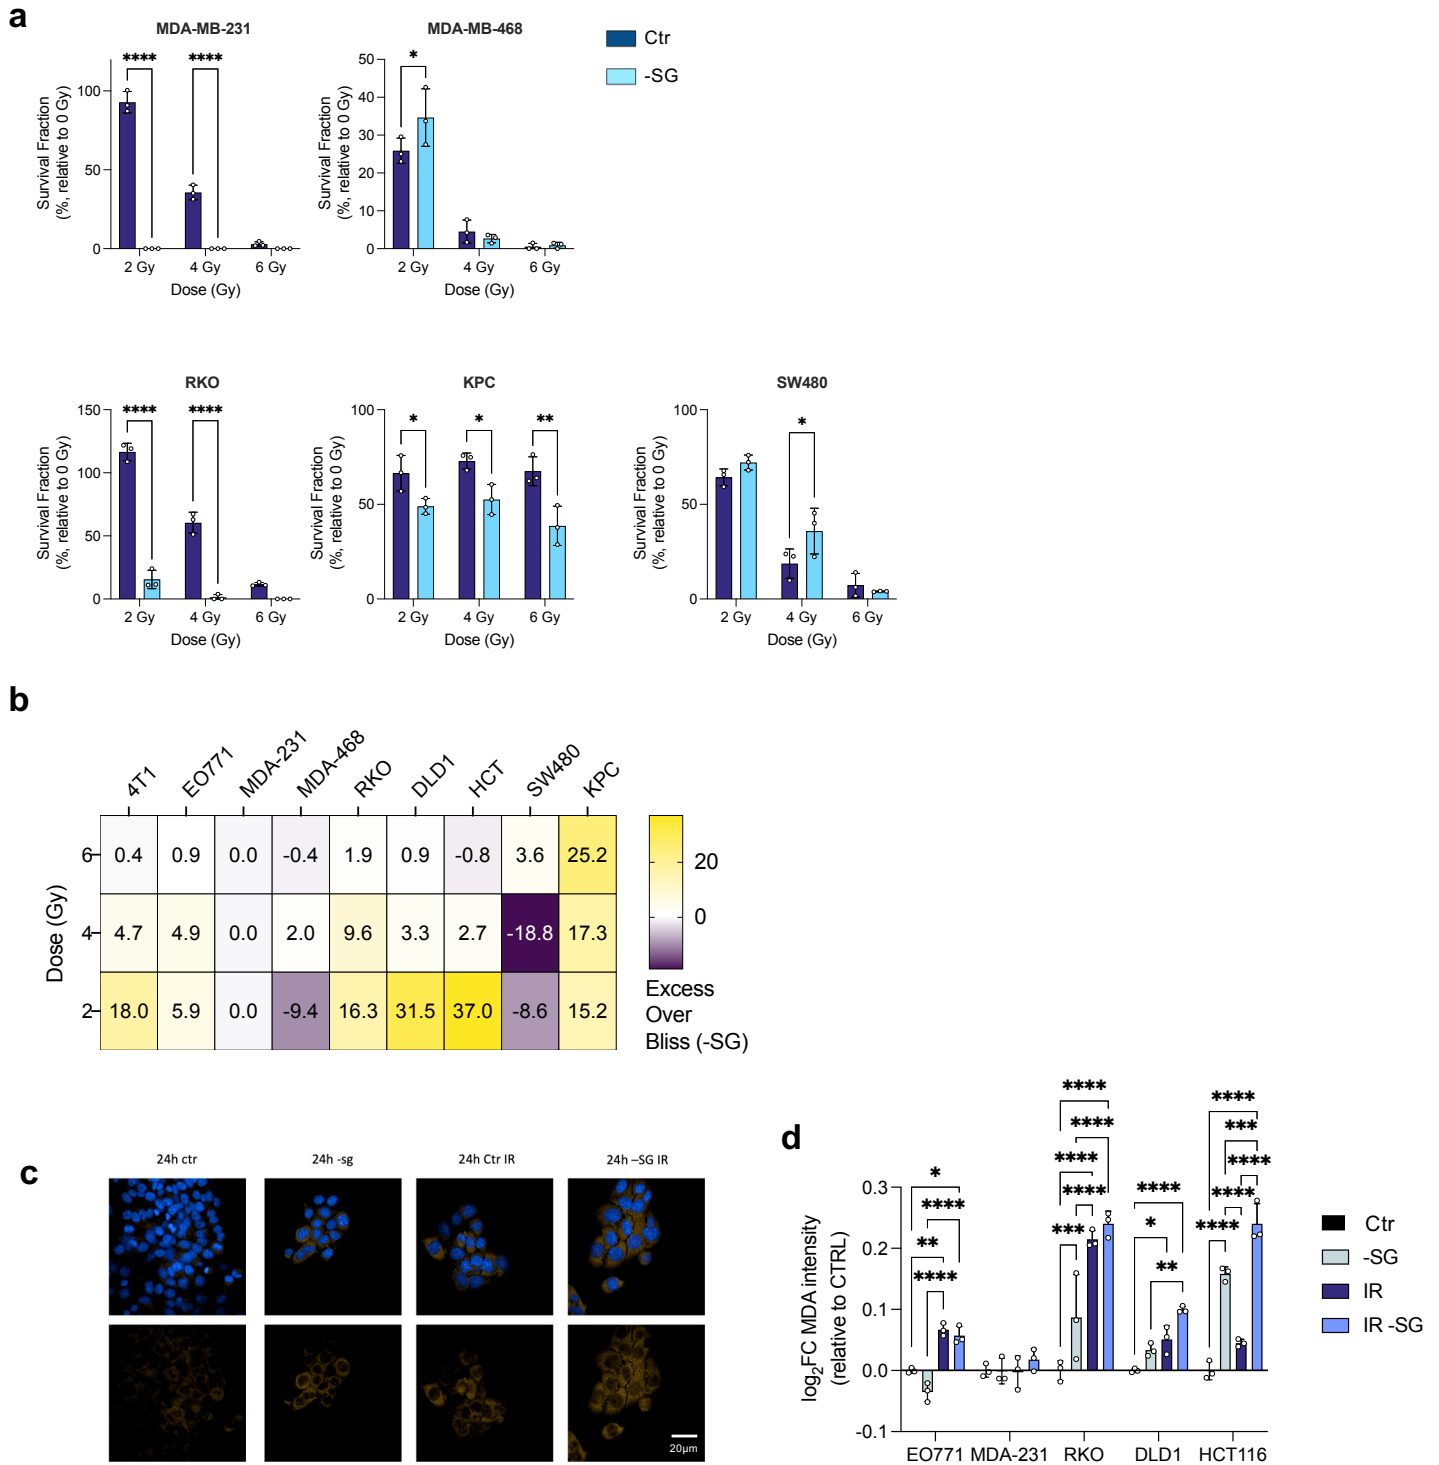 a
MDA-MB-231
Survival Fraction
(%, relative to 0 Gy)
100
50
0
**** ****
2 Gy 4 Gy 6 Gy
Dose (Gy)
MDA-MB-468
Survival Fraction
(%, relative to 0 Gy)
50
40
30
20
10
0
*
2 Gy 4 Gy 6 Gy
Dose (Gy)
Ctr
-SG
RKO
Survival Fraction
(%, relative to 0 Gy)
150
100
50
0
**** ****
2 Gy 4 Gy 6 Gy
Dose (Gy)
KPC
Survival Fraction
(%, relative to 0 Gy)
100
50
0
* * **
2 Gy 4 Gy 6 Gy
Dose (Gy)
SW480
Survival Fraction
(%, relative to 0 Gy)
100
50
0
*
2 Gy 4 Gy 6 Gy
Dose (Gy)
b
4T1 EO771 MDA-231 MDA-468 RKO DLD1 HCT SW480 KPC
Dose (Gy)
6 0.4 0.9 0.0 -0.4 1.9 0.9 -0.8 3.6 25.2
4 4.7 4.9 0.0 2.0 9.6 3.3 2.7 -18.8 17.3
2 18.0 5.9 0.0 -9.4 16.3 31.5 37.0 -8.6 15.2
20
0
Excess
Over
Bliss (-SG)
c
24h ctr 24h -sg 24h Ctr IR 24h –SG IR
20µm
d
log2FC MDA intensity
(relative to CTRL)
0.3
0.2
0.1
0.0
-0.1
*
****
**
****
****
****
****
****
***
****
*
**
****
***
****
****
****
EO771 MDA-231 RKO DLD1 HCT116
Ctr
-SG
IR
IR -SG